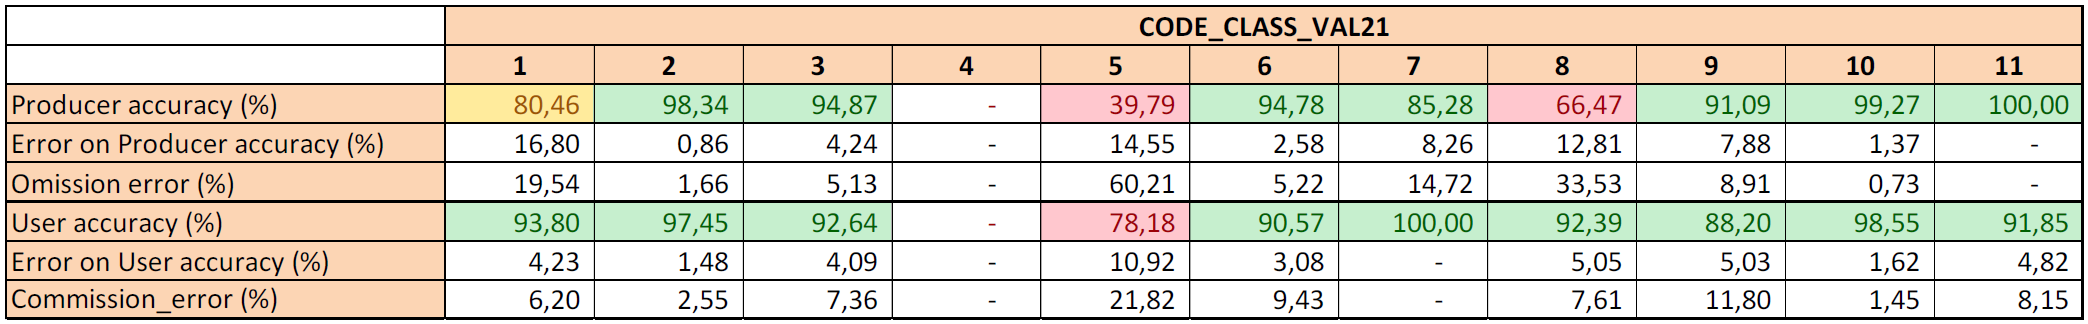 CODE_CLASS_VAL21
1 2 3 4 5 6 7 8 9 10 11
Producer accuracy (%) 80,46 98,34 94,87 - 39,79 94,78 85,28 66,47 91,09 99,27 100,00
Error on Producer accuracy (%) 16,80 0,86 4,24 - 14,55 2,58 8,26 12,81 7,88 1,37 -
Omission error (%) 19,54 1,66 5,13 - 60,21 5,22 14,72 33,53 8,91 0,73 -
User accuracy (%) 93,80 97,45 92,64 - 78,18 90,57 100,00 92,39 88,20 98,55 91,85
Error on User accuracy (%) 4,23 1,48 4,09 - 10,92 3,08 - 5,05 5,03 1,62 4,82
Commission_error (%) 6,20 2,55 7,36 - 21,82 9,43 - 7,61 11,80 1,45 8,15